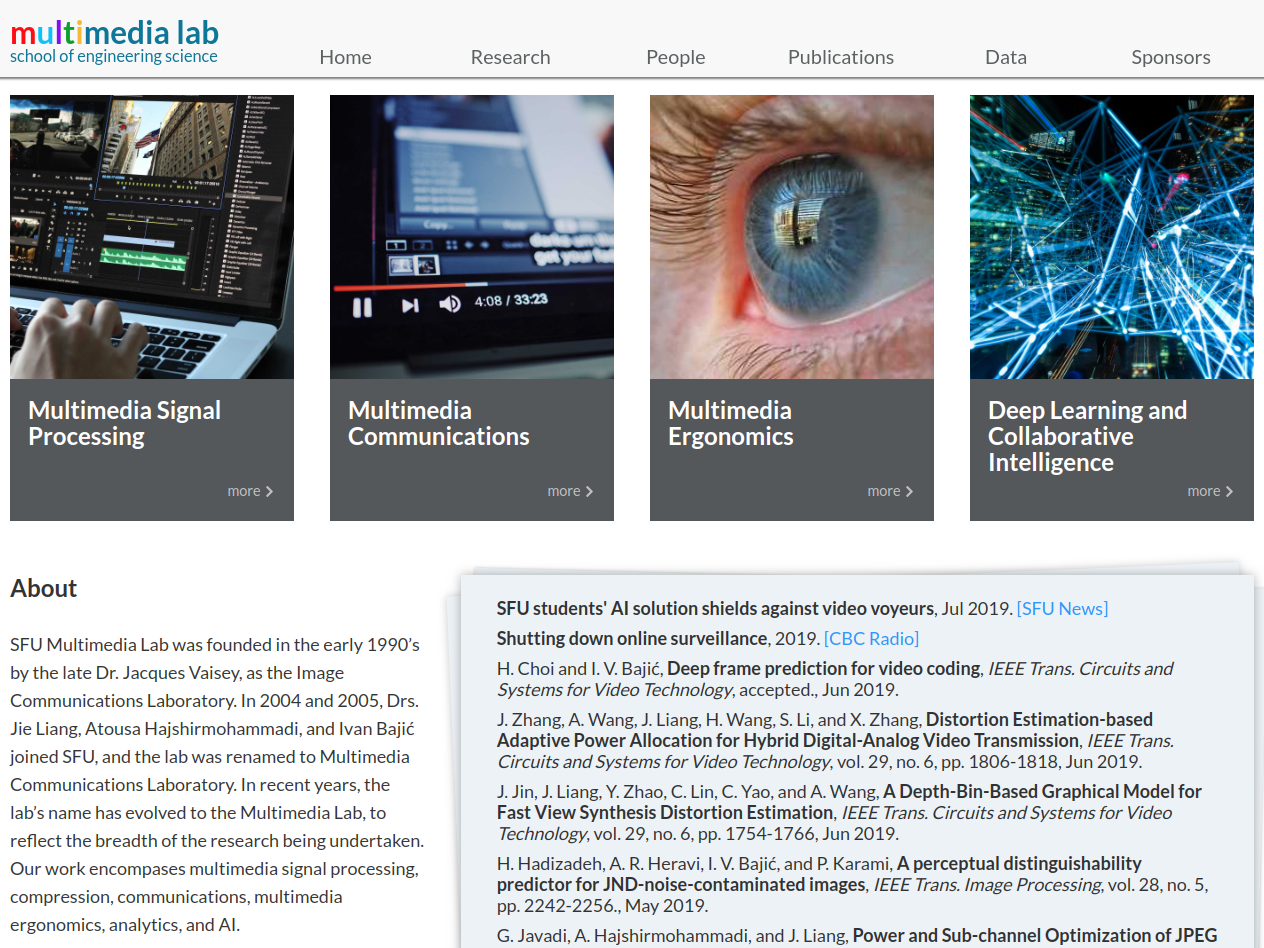 multimedia lab
school of engineering science
Home Research People Publications Data Sponsors
4:08 / 33:23
Multimedia Signal
Processing
more
Multimedia
Communications
more
Multimedia
Ergonomics
more
Deep Learning and
Collaborative
Intelligence
more
About
SFU Multimedia Lab was founded in the early 1990’s
by the late Dr. Jacques Vaisey, as the Image
Communications Laboratory. In 2004 and 2005, Drs.
Jie Liang, Atousa Hajshirmohammadi, and Ivan Bajić
joined SFU, and the lab was renamed to Multimedia
Communications Laboratory. In recent years, the
lab’s name has evolved to the Multimedia Lab, to
reflect the breadth of the research being undertaken.
Our work encompases multimedia signal processing,
compression, communications, multimedia
ergonomics, analytics, and AI.
SFU students' AI solution shields against video voyeurs, Jul 2019. [SFU News]
Shutting down online surveillance, 2019. [CBC Radio]
H. Choi and I. V. Bajić, Deep frame prediction for video coding, IEEE Trans. Circuits and
Systems for Video Technology, accepted., Jun 2019.
J. Zhang, A. Wang, J. Liang, H. Wang, S. Li, and X. Zhang, Distortion Estimation-based
Adaptive Power Allocation for Hybrid Digital-Analog Video Transmission, IEEE Trans.
Circuits and Systems for Video Technology, vol. 29, no. 6, pp. 1806-1818, Jun 2019.
J. Jin, J. Liang, Y. Zhao, C. Lin, C. Yao, and A. Wang, A Depth-Bin-Based Graphical Model for
Fast View Synthesis Distortion Estimation, IEEE Trans. Circuits and Systems for Video
Technology, vol. 29, no. 6, pp. 1754-1766, Jun 2019.
H. Hadizadeh, A. R. Heravi, I. V. Bajić, and P. Karami, A perceptual distinguishability
predictor for JND-noise-contaminated images, IEEE Trans. Image Processing, vol. 28, no. 5,
pp. 2242-2256., May 2019.
G. Javadi, A. Hajshirmohammadi, and J. Liang, Power and Sub-channel Optimization of JPEG